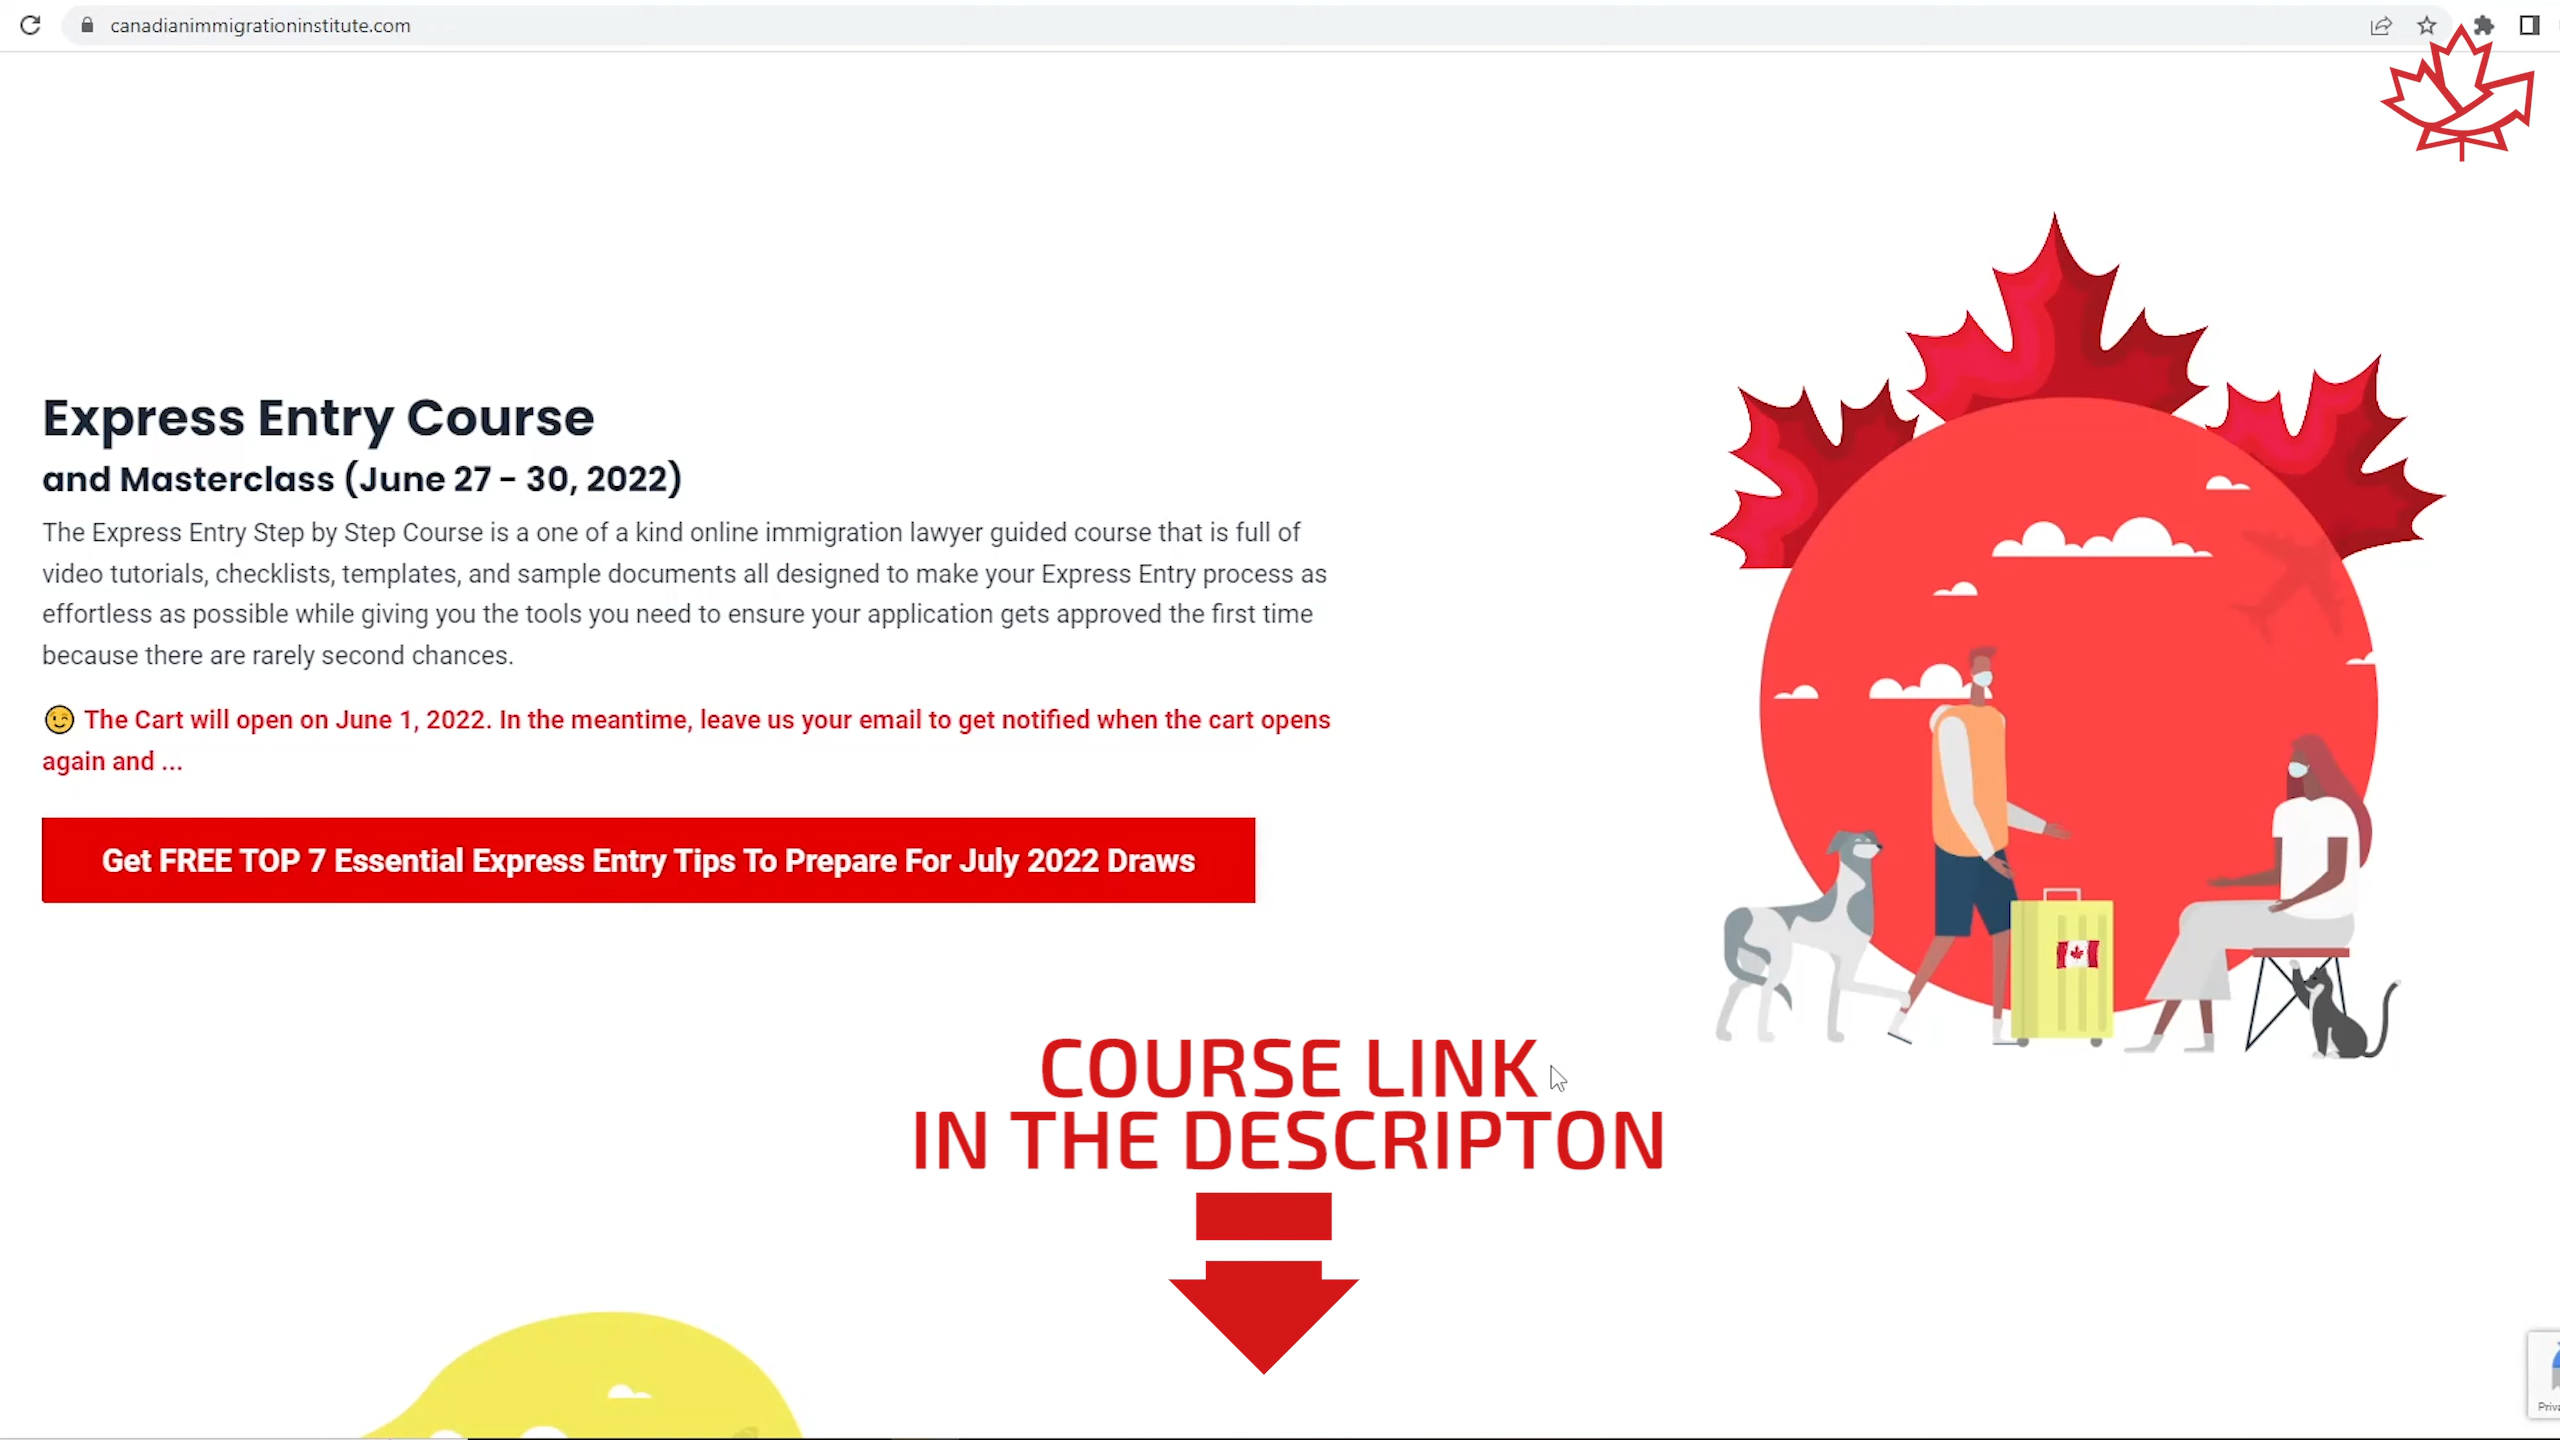 canadianimmigrationinstitute.com
Express Entry Course
and Masterclass (June 27 - 30, 2022)
The Express Entry Step by Step Course is a one of a kind online immigration lawyer guided course that is full of
video tutorials, checklists, templates, and sample documents all designed to make your Express Entry process as
effortless as possible while giving you the tools you need to ensure your application gets approved the first time
because there are rarely second chances.
The Cart will open on June 1, 2022. In the meantime, leave us your email to get notified when the cart opens
again and ...
Get FREE TOP 7 Essential Express Entry Tips To Prepare For July 2022 Draws
COURSE LINK
IN THE DESCRIPTON